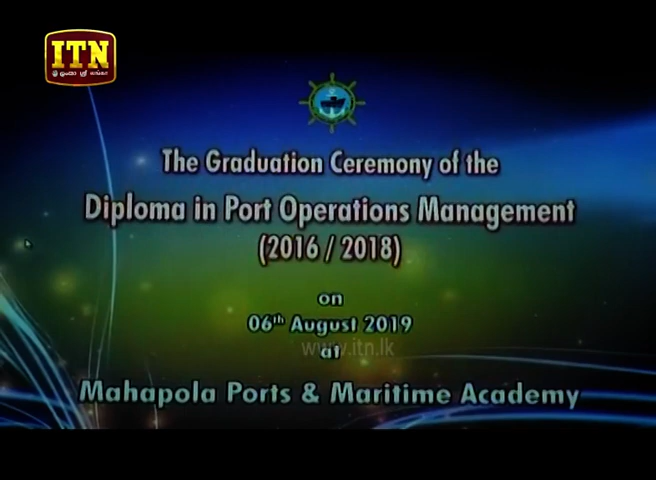 ITN
The Graduation Ceremony of the
Diploma in Port Operations Management
(2016 / 2018)
on
06th August 2019
www.itn.lk
at
Mahapola Ports & Maritime Academy